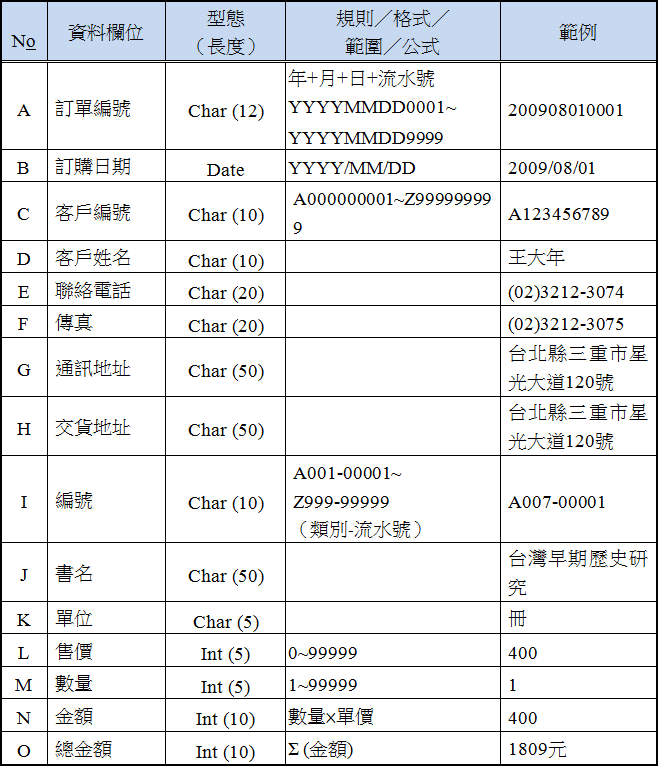 No
資料欄位
型態
（長度）
規則／格式／
範圍／公式
範例
A
訂單編號
Char (12)
年+月+日+流水號
YYYYMMDD0001~
YYYYMMDD9999
200908010001
B
訂購日期
Date
YYYY/MM/DD
2009/08/01
C
客戶編號
Char (10)
A000000001~Z99999999
9
A123456789
D
客戶姓名
Char (10)
王大年
E
聯絡電話
Char (20)
(02)3212-3074
F
傳真
Char (20)
(02)3212-3075
G
通訊地址
Char (50)
台北縣三重市星
光大道120號
H
交貨地址
Char (50)
台北縣三重市星
光大道120號
I
編號
Char (10)
A001-00001~
Z999-99999
（類別-流水號）
A007-00001
J
書名
Char (50)
台灣早期歷史研
究
K
單位
Char (5)
冊
L
售價
Int (5)
0~99999
400
M
數量
Int (5)
1~99999
1
N
金額
Int (10)
數量×單價
400
O
總金額
Int (10)
Σ (金額)
1809元